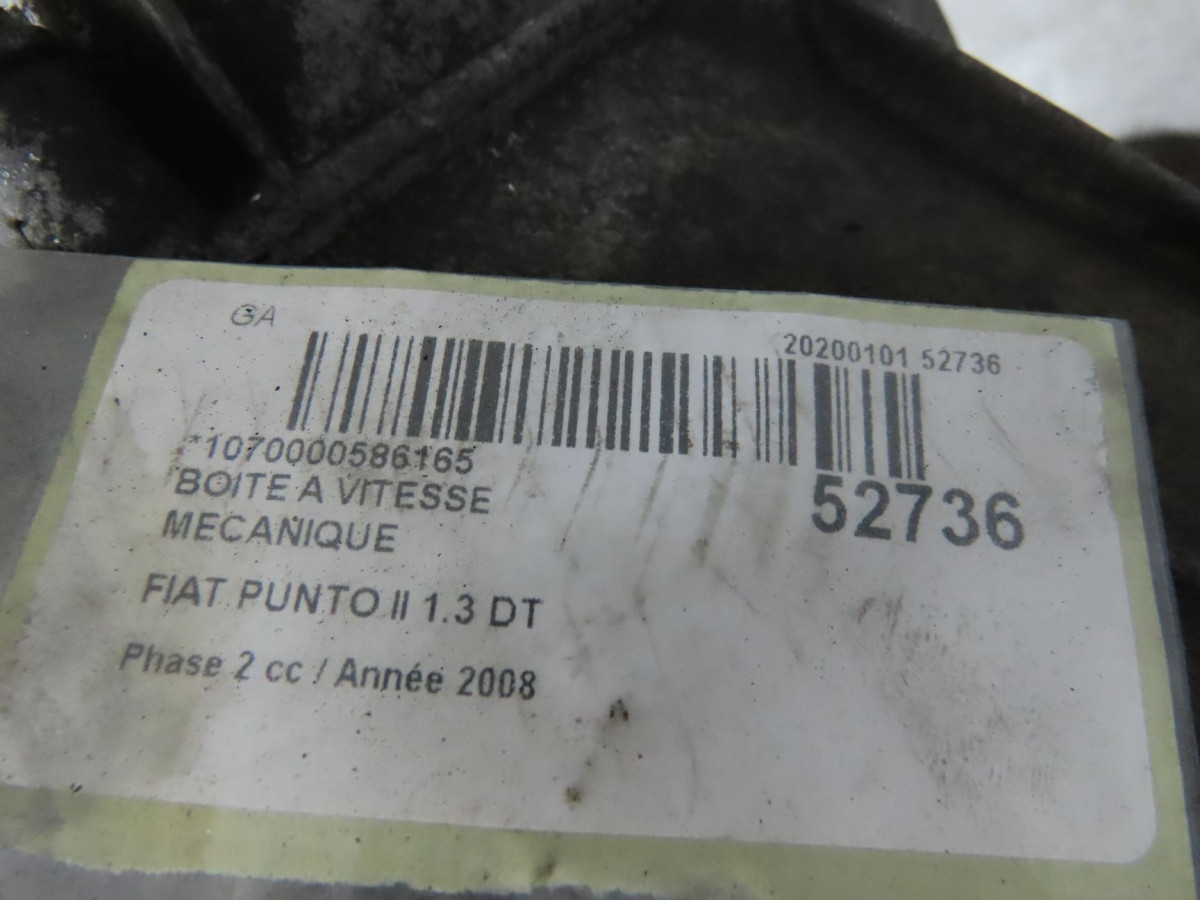 GA
20200101 52736
*1070000586165
52736
BOITE A VITESSE
MECANIQUE
FIAT PUNTO II 1.3 DT
Phase 2 cc / Année 2008